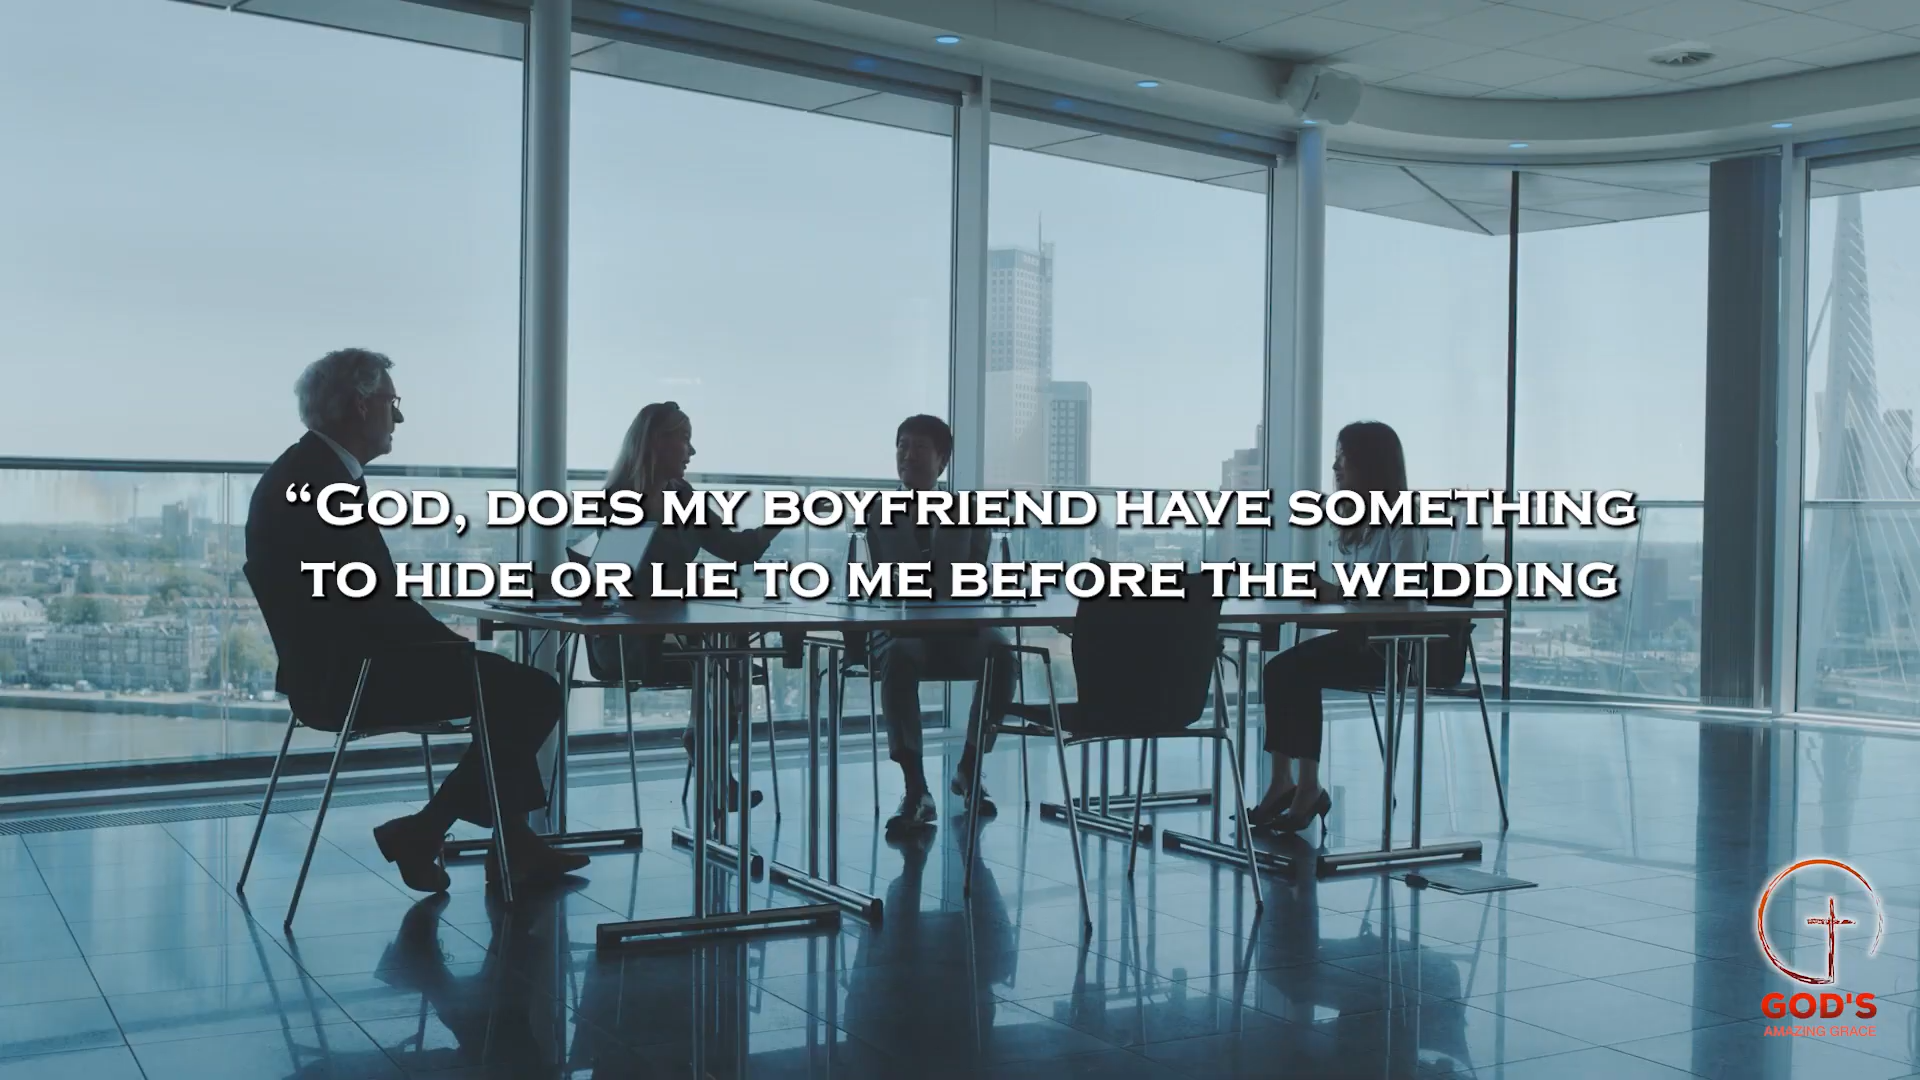 “God, does my boyfriend have something
to hide or lie to me before the wedding
GOD'S
AMAZING GRACE